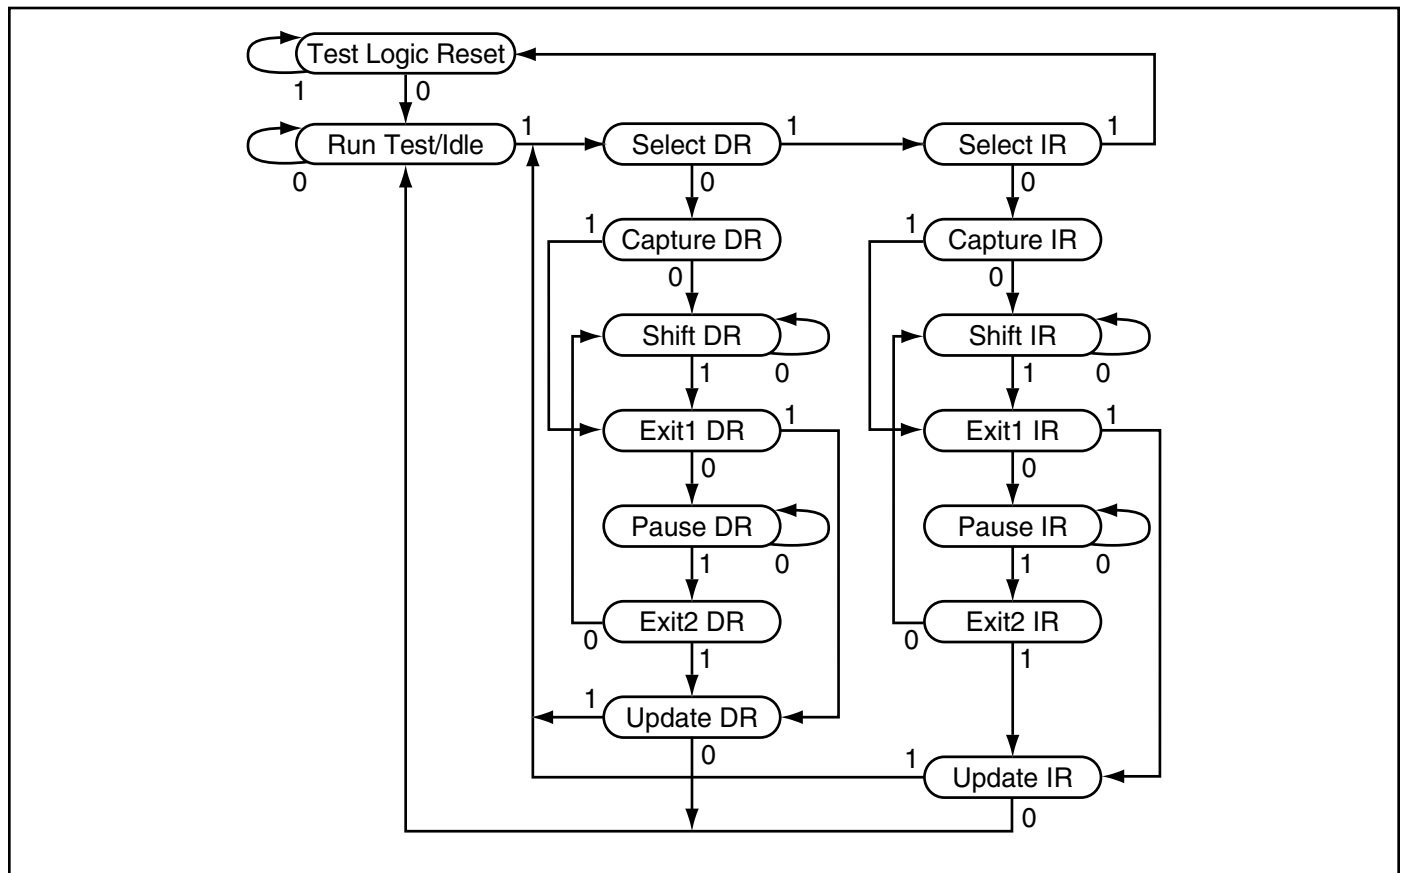 Test Logic Reset
1 0
Run Test/Idle 1 Select DR 1 Select IR 1
0 0 0
1 Capture DR 1 Capture IR
0 0
Shift DR Shift IR
1 0 1 0
Exit1 DR 1 Exit1 IR 1
0 0
Pause DR Pause IR
1 0 1 0
Exit2 DR Exit2 IR
0 1 0 1
1 Update DR
0 1 Update IR
0